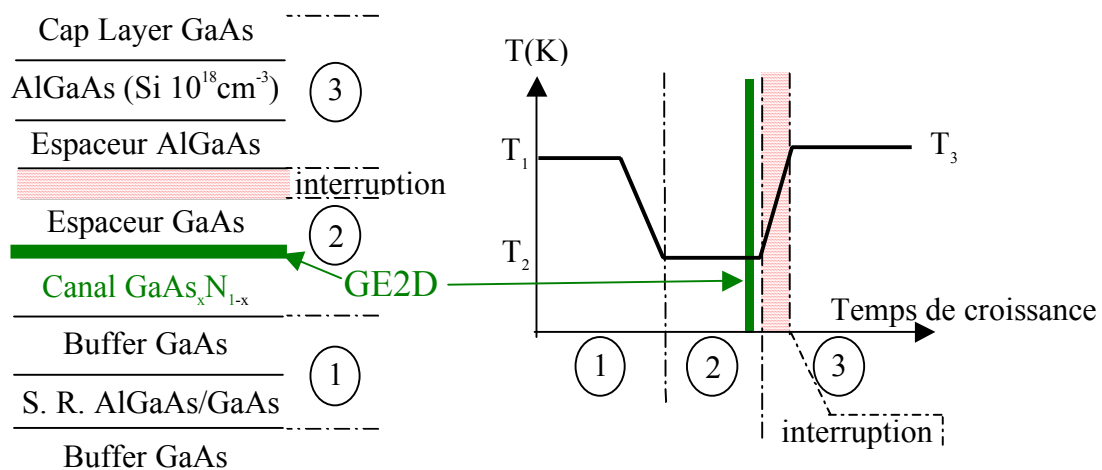 Cap Layer GaAs
AlGaAs (Si 10¹⁸cm⁻³)
3
Espaceur AlGaAs
interruption
Espaceur GaAs
2
Canal GaAsₓN₁₋ₓ
GE2D
Buffer GaAs
1
S. R. AlGaAs/GaAs
Buffer GaAs
T(K)
T₁
T₃
T₂
Temps de croissance
1
2
3
interruption